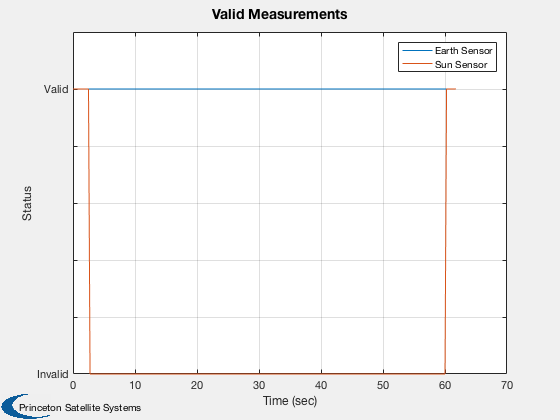 Valid Measurements
Earth Sensor
Sun Sensor
Valid
Status
Invalid
0 10 20 30 40 50 60 70
Time (sec)
Princeton Satellite Systems